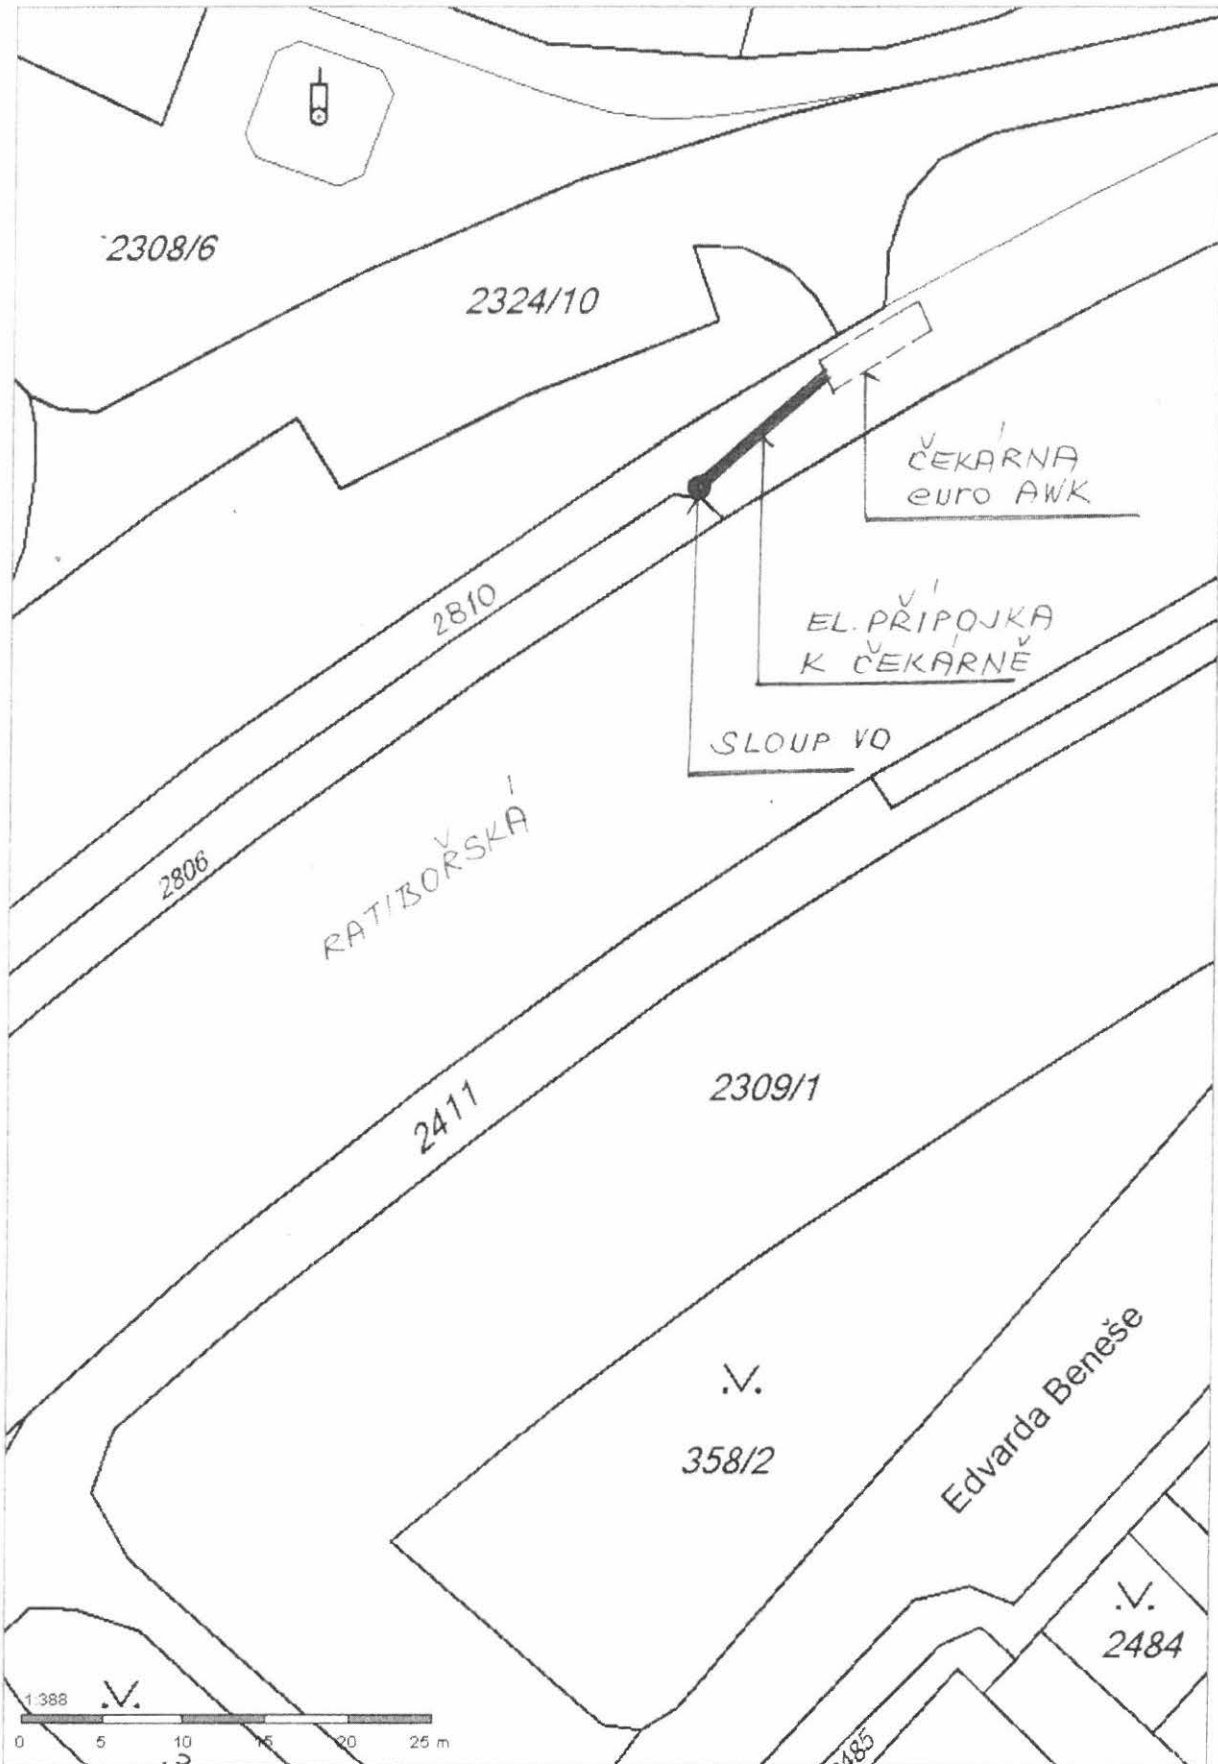 2308/6
2324/10
ČEKÁRNA
euro AWK
2810
EL. PŘÍPOJKA
K ČEKÁRNĚ
SLOUP VO
2806
RATIBOŘSKÁ
2411
2309/1
358/2
Edvarda Beneše
2484
1:388
0 5 10 15 20 25 m